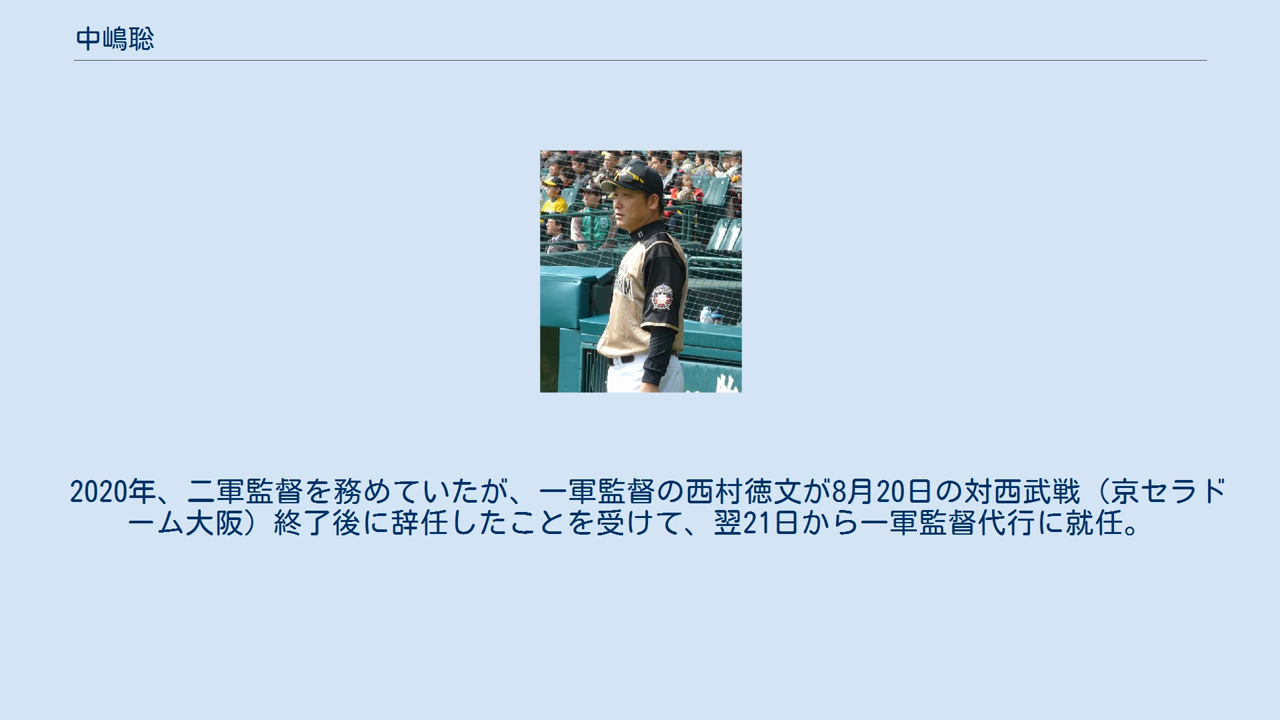 中嶋聡
2020年、二軍監督を務めていたが、一軍監督の西村徳文が8月20日の対西武戦（京セラド
ーム大阪）終了後に辞任したことを受けて、翌21日から一軍監督代行に就任。